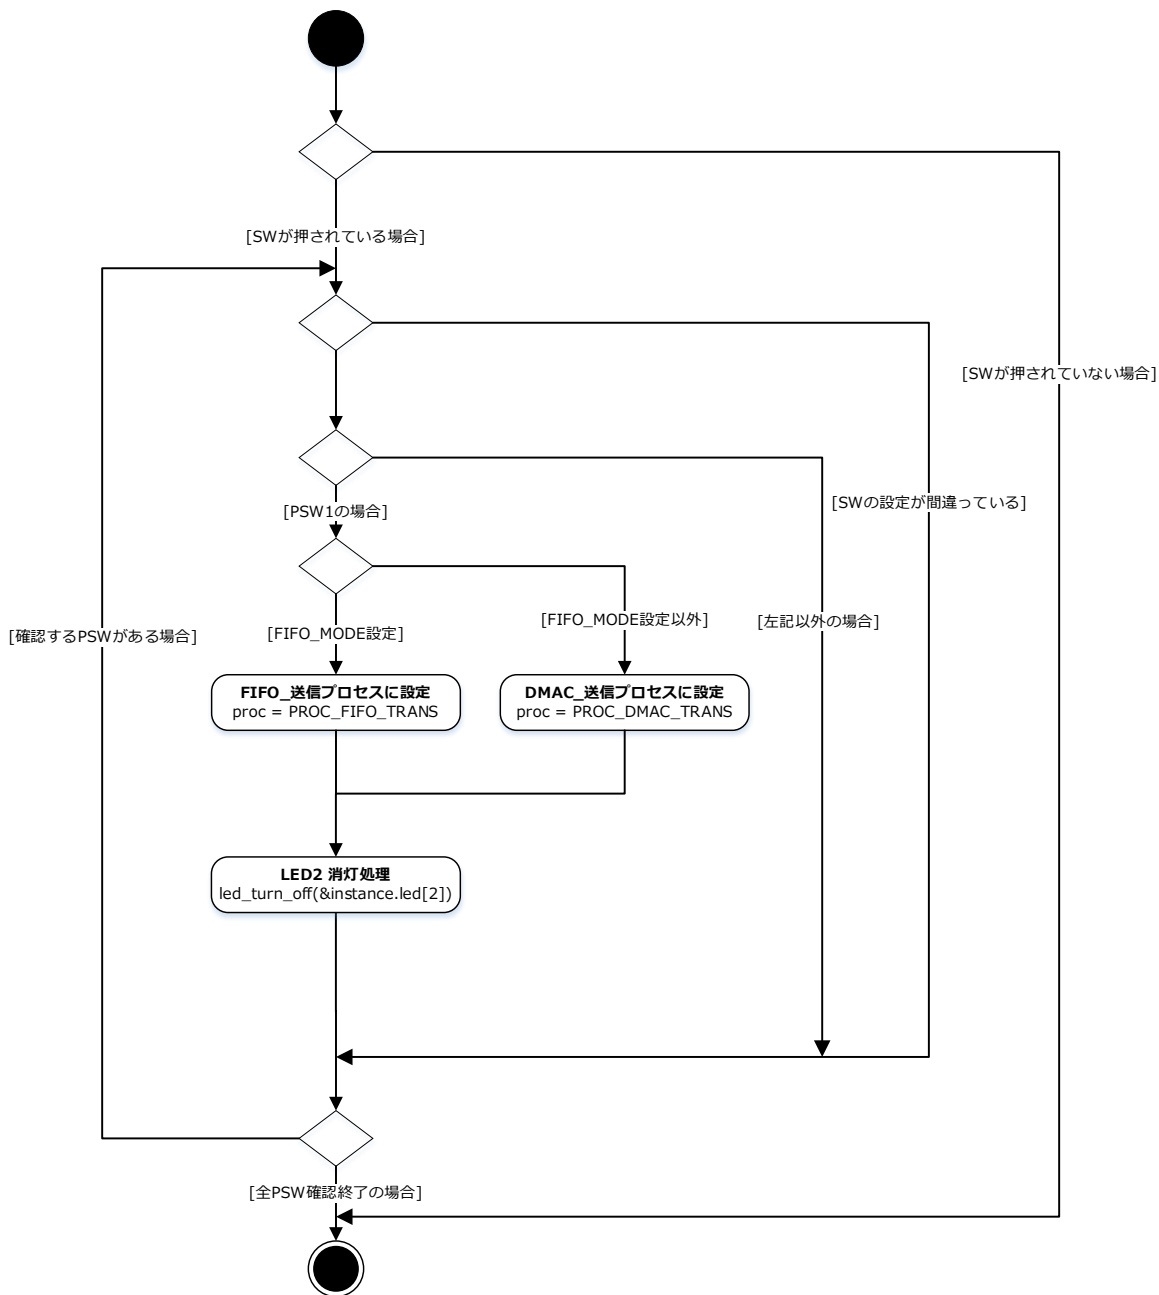 [SWが押されている場合]
[SWが押されていない場合]
[SWの設定が間違っている]
[PSW1の場合]
[FIFO_MODE設定以外]
[左記以外の場合]
[FIFO_MODE設定]
[確認するPSWがある場合]
FIFO_送信プロセスに設定
proc = PROC_FIFO_TRANS
DMAC_送信プロセスに設定
proc = PROC_DMAC_TRANS
LED2 消灯処理
led_turn_off(&instance.led[2])
[全PSW確認終了の場合]